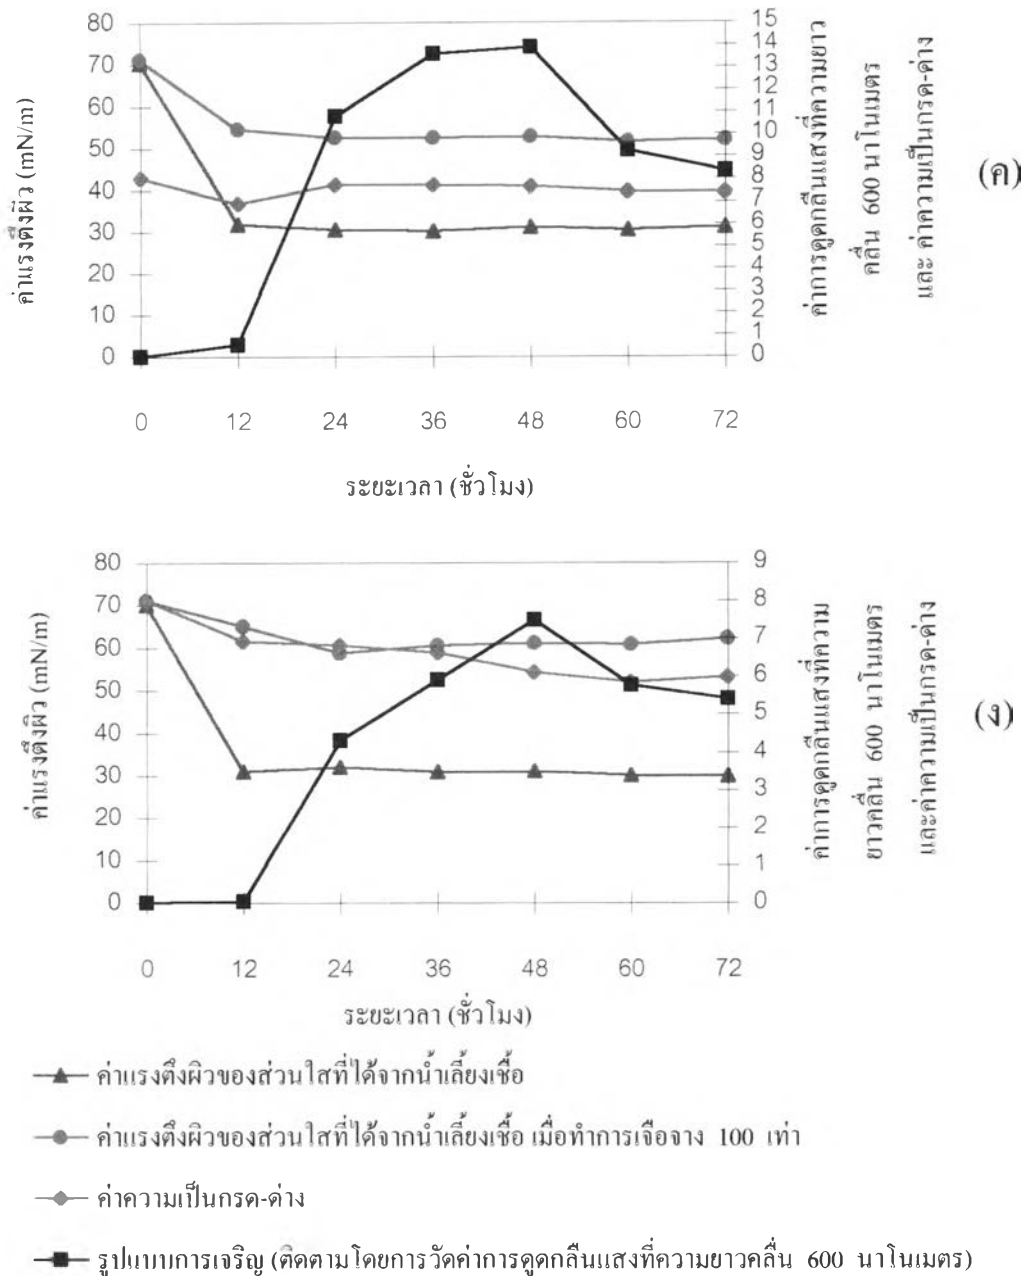 80
70
60
50
40
30
20
10
0
ค่าแรงตึงผิว (mN/m)
15
14
13
12
11
10
9
8
7
6
5
4
3
2
1
0
ค่าการดูดกลืนแสงที่ความยาว
คลื่น 600 นาโนเมตร
และ ค่าความเป็นกรด-ด่าง
(ค)
0 12 24 36 48 60 72
ระยะเวลา (ชั่วโมง)
80
70
60
50
40
30
20
10
0
ค่าแรงตึงผิว (mN/m)
9
8
7
6
5
4
3
2
1
0
ค่าการดูดกลืนแสงที่ความ
ยาวคลื่น 600 นาโนเมตร
และค่าความเป็นกรด-ด่าง
(ง)
0 12 24 36 48 60 72
ระยะเวลา (ชั่วโมง)
ค่าแรงตึงผิวของส่วนใสที่ได้จากน้ำเลี้ยงเชื้อ
ค่าแรงตึงผิวของส่วนใสที่ได้จากน้ำเลี้ยงเชื้อ เมื่อทำการเจือจาง 100 เท่า
ค่าความเป็นกรด-ด่าง
รูปแบบการเจริญ (ติดตามโดยการวัดค่าการดูดกลืนแสงที่ความยาวคลื่น 600 นาโนเมตร)